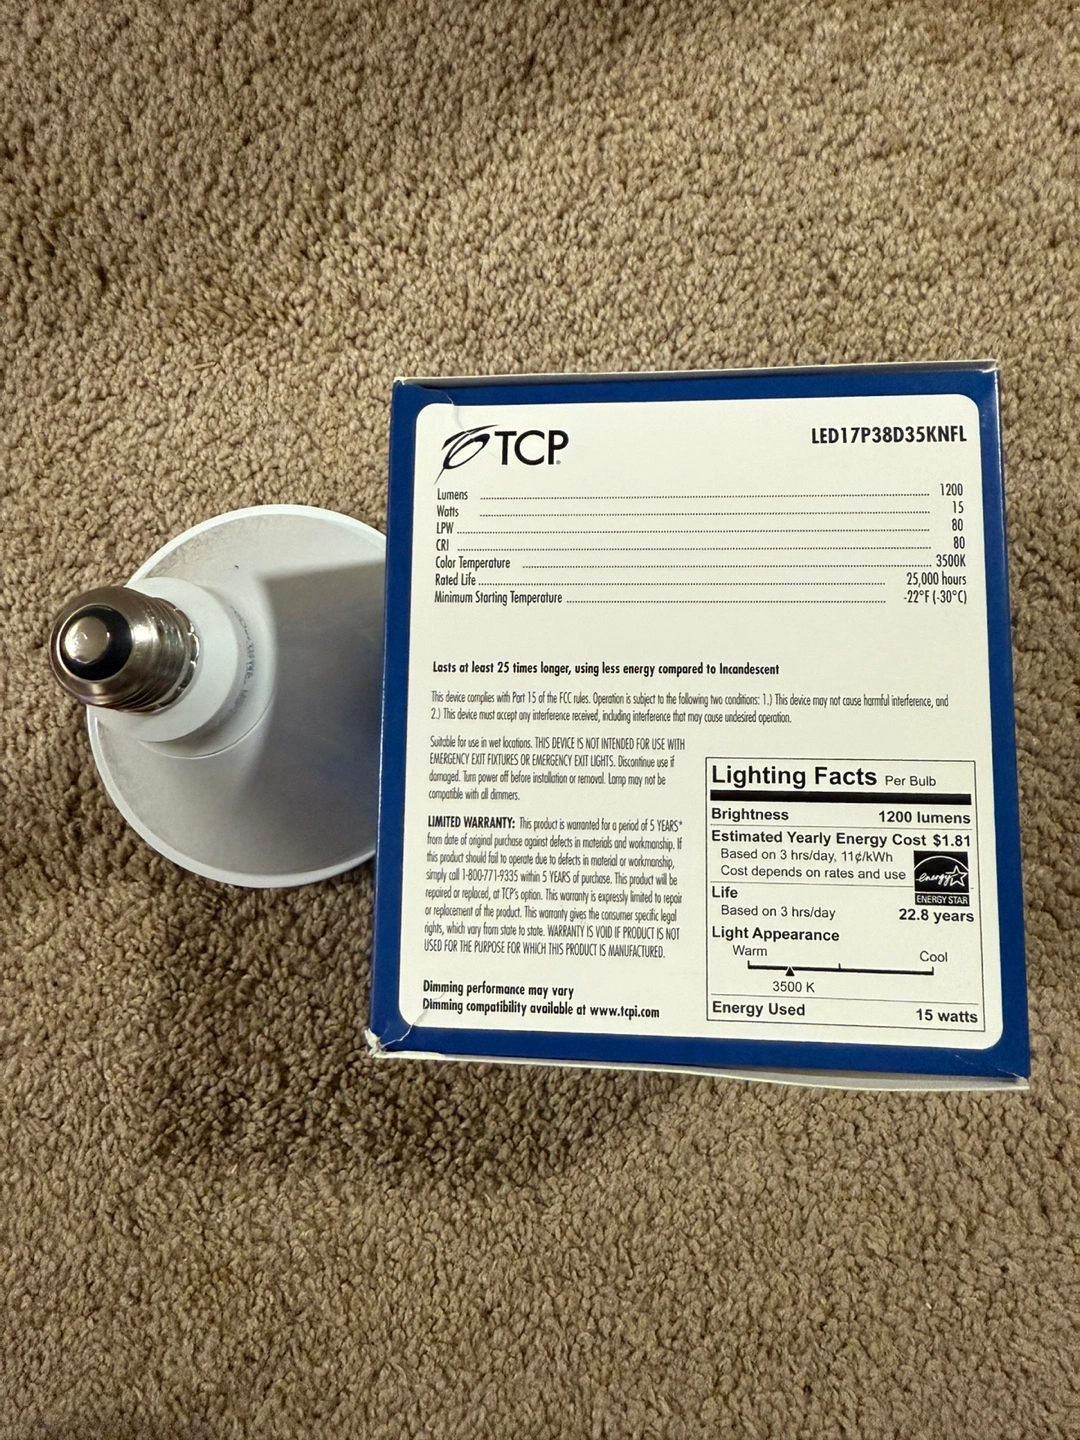 TCP
LED17P38D35KNFL
Lumens 1200
Watts 15
LPW 80
CRI 80
Color Temperature 3500K
Rated Life 25,000 hours
Minimum Starting Temperature -22°F (-30°C)
Lasts at least 25 times longer, using less energy compared to Incandescent
This device complies with Part 15 of the FCC rules. Operation is subject to the following two conditions: 1.) This device may not cause harmful interference, and
2.) This device must accept any interference received, including interference that may cause undesired operation.
Suitable for use in wet locations. THIS DEVICE IS NOT INTENDED FOR USE WITH
EMERGENCY EXIT FIXTURES OR EMERGENCY EXIT LIGHTS. Discontinue use if
damaged. Turn power off before installation or removal. Lamp may not be
compatible with all dimmers.
LIMITED WARRANTY: This product is warranted for a period of 5 YEARS*
from date of original purchase against defects in materials and workmanship. If
this product should fail to operate due to defects in material or workmanship,
simply call 1-800-771-9335 within 5 YEARS of purchase. This product will be
repaired or replaced, at TCP's option. This warranty is expressly limited to repair
or replacement of the product. This warranty gives the consumer specific legal
rights, which vary from state to state. WARRANTY IS VOID IF PRODUCT IS NOT
USED FOR THE PURPOSE FOR WHICH THIS PRODUCT IS MANUFACTURED.
Dimming performance may vary
Dimming compatibility available at www.tcpi.com
Lighting Facts Per Bulb
Brightness 1200 lumens
Estimated Yearly Energy Cost $1.81
Based on 3 hrs/day, 11¢/kWh
Cost depends on rates and use
energy
ENERGY STAR
Life
Based on 3 hrs/day 22.8 years
Light Appearance
Warm Cool
3500 K
Energy Used 15 watts